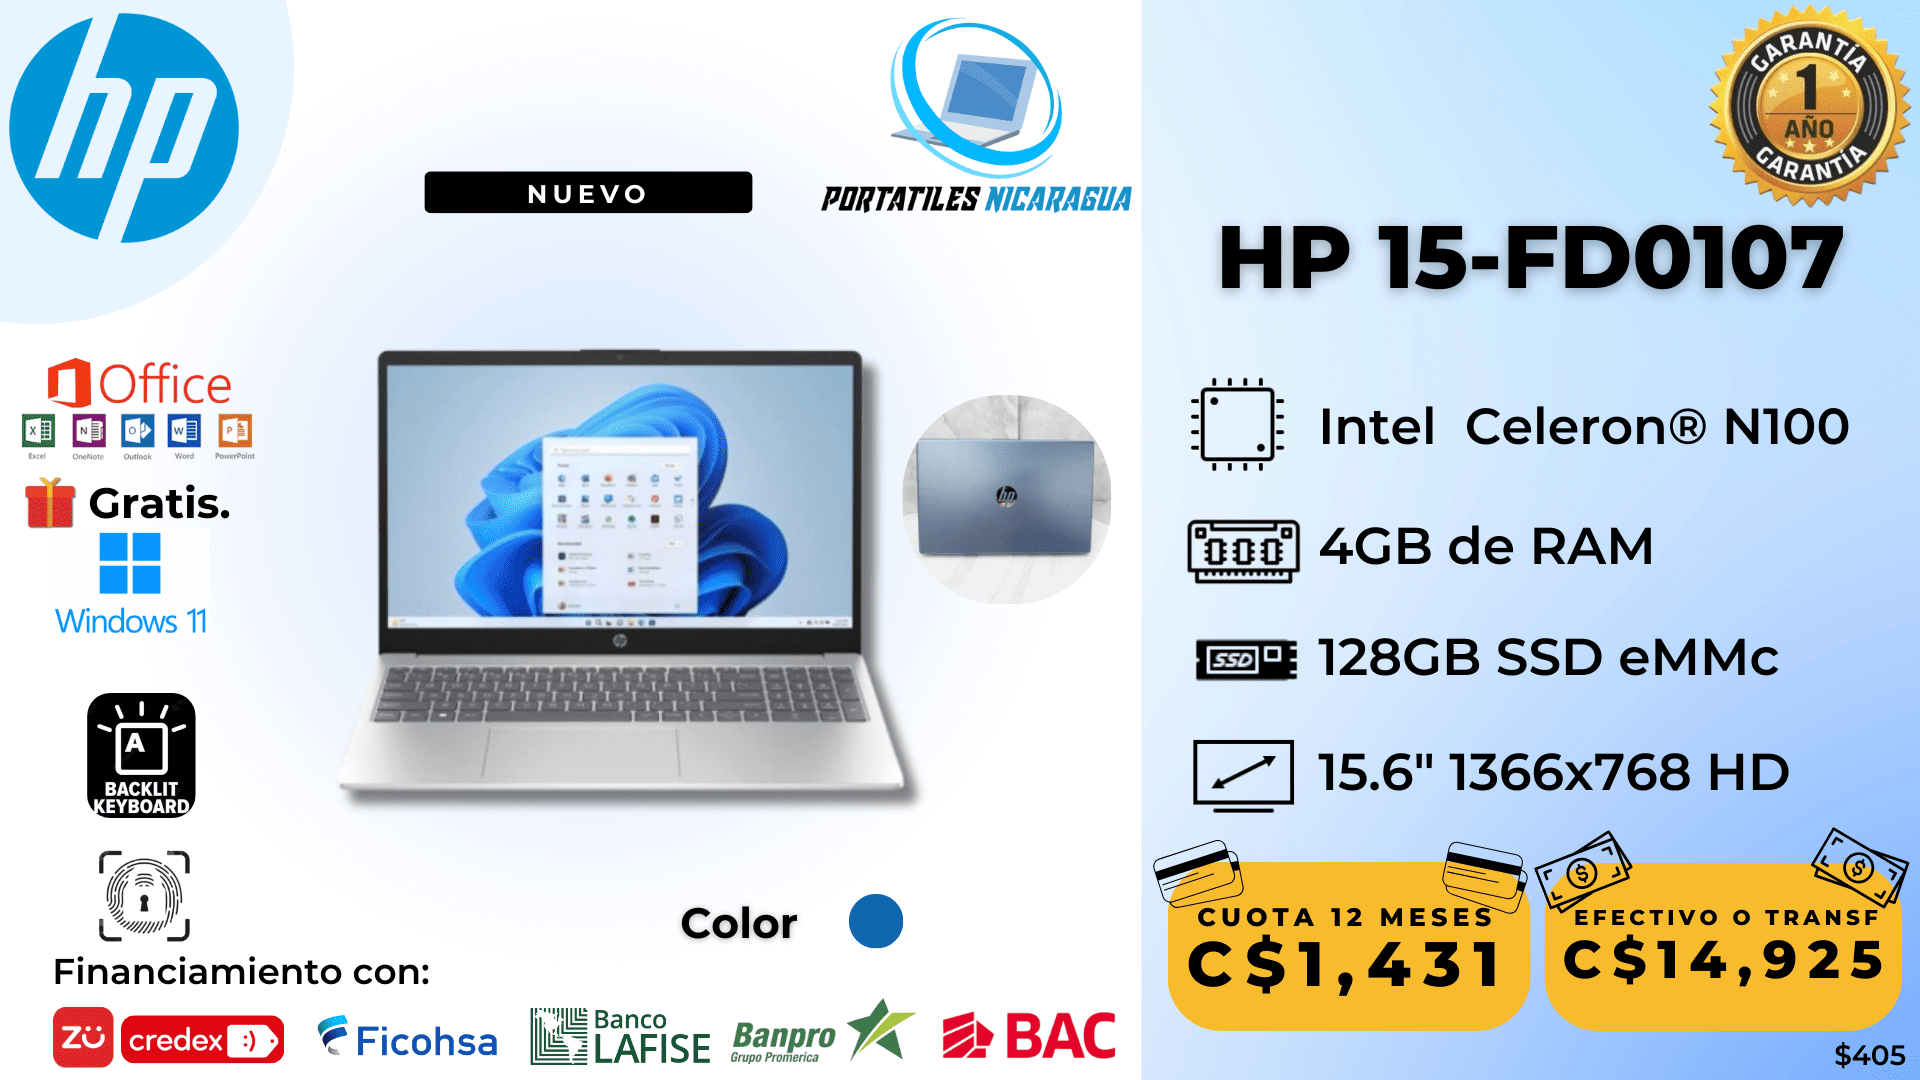 hp
NUEVO
PORTATILES NICARAGUA
GARANTÍA
1
AÑO
GARANTÍA
HP 15-FD0107
Office
Excel
OneNote
Outlook
Word
PowerPoint
Gratis.
Windows 11
A
BACKLIT
KEYBOARD
hp
Intel Celeron® N100
4GB de RAM
SSD
128GB SSD eMMc
15.6" 1366x768 HD
Color
CUOTA 12 MESES
C$1,431
EFECTIVO O TRANSF
C$14,925
Financiamiento con:
zū
credex
Ficohsa
Banco
LAFISE
Banpro
Grupo Promerica
BAC
$405